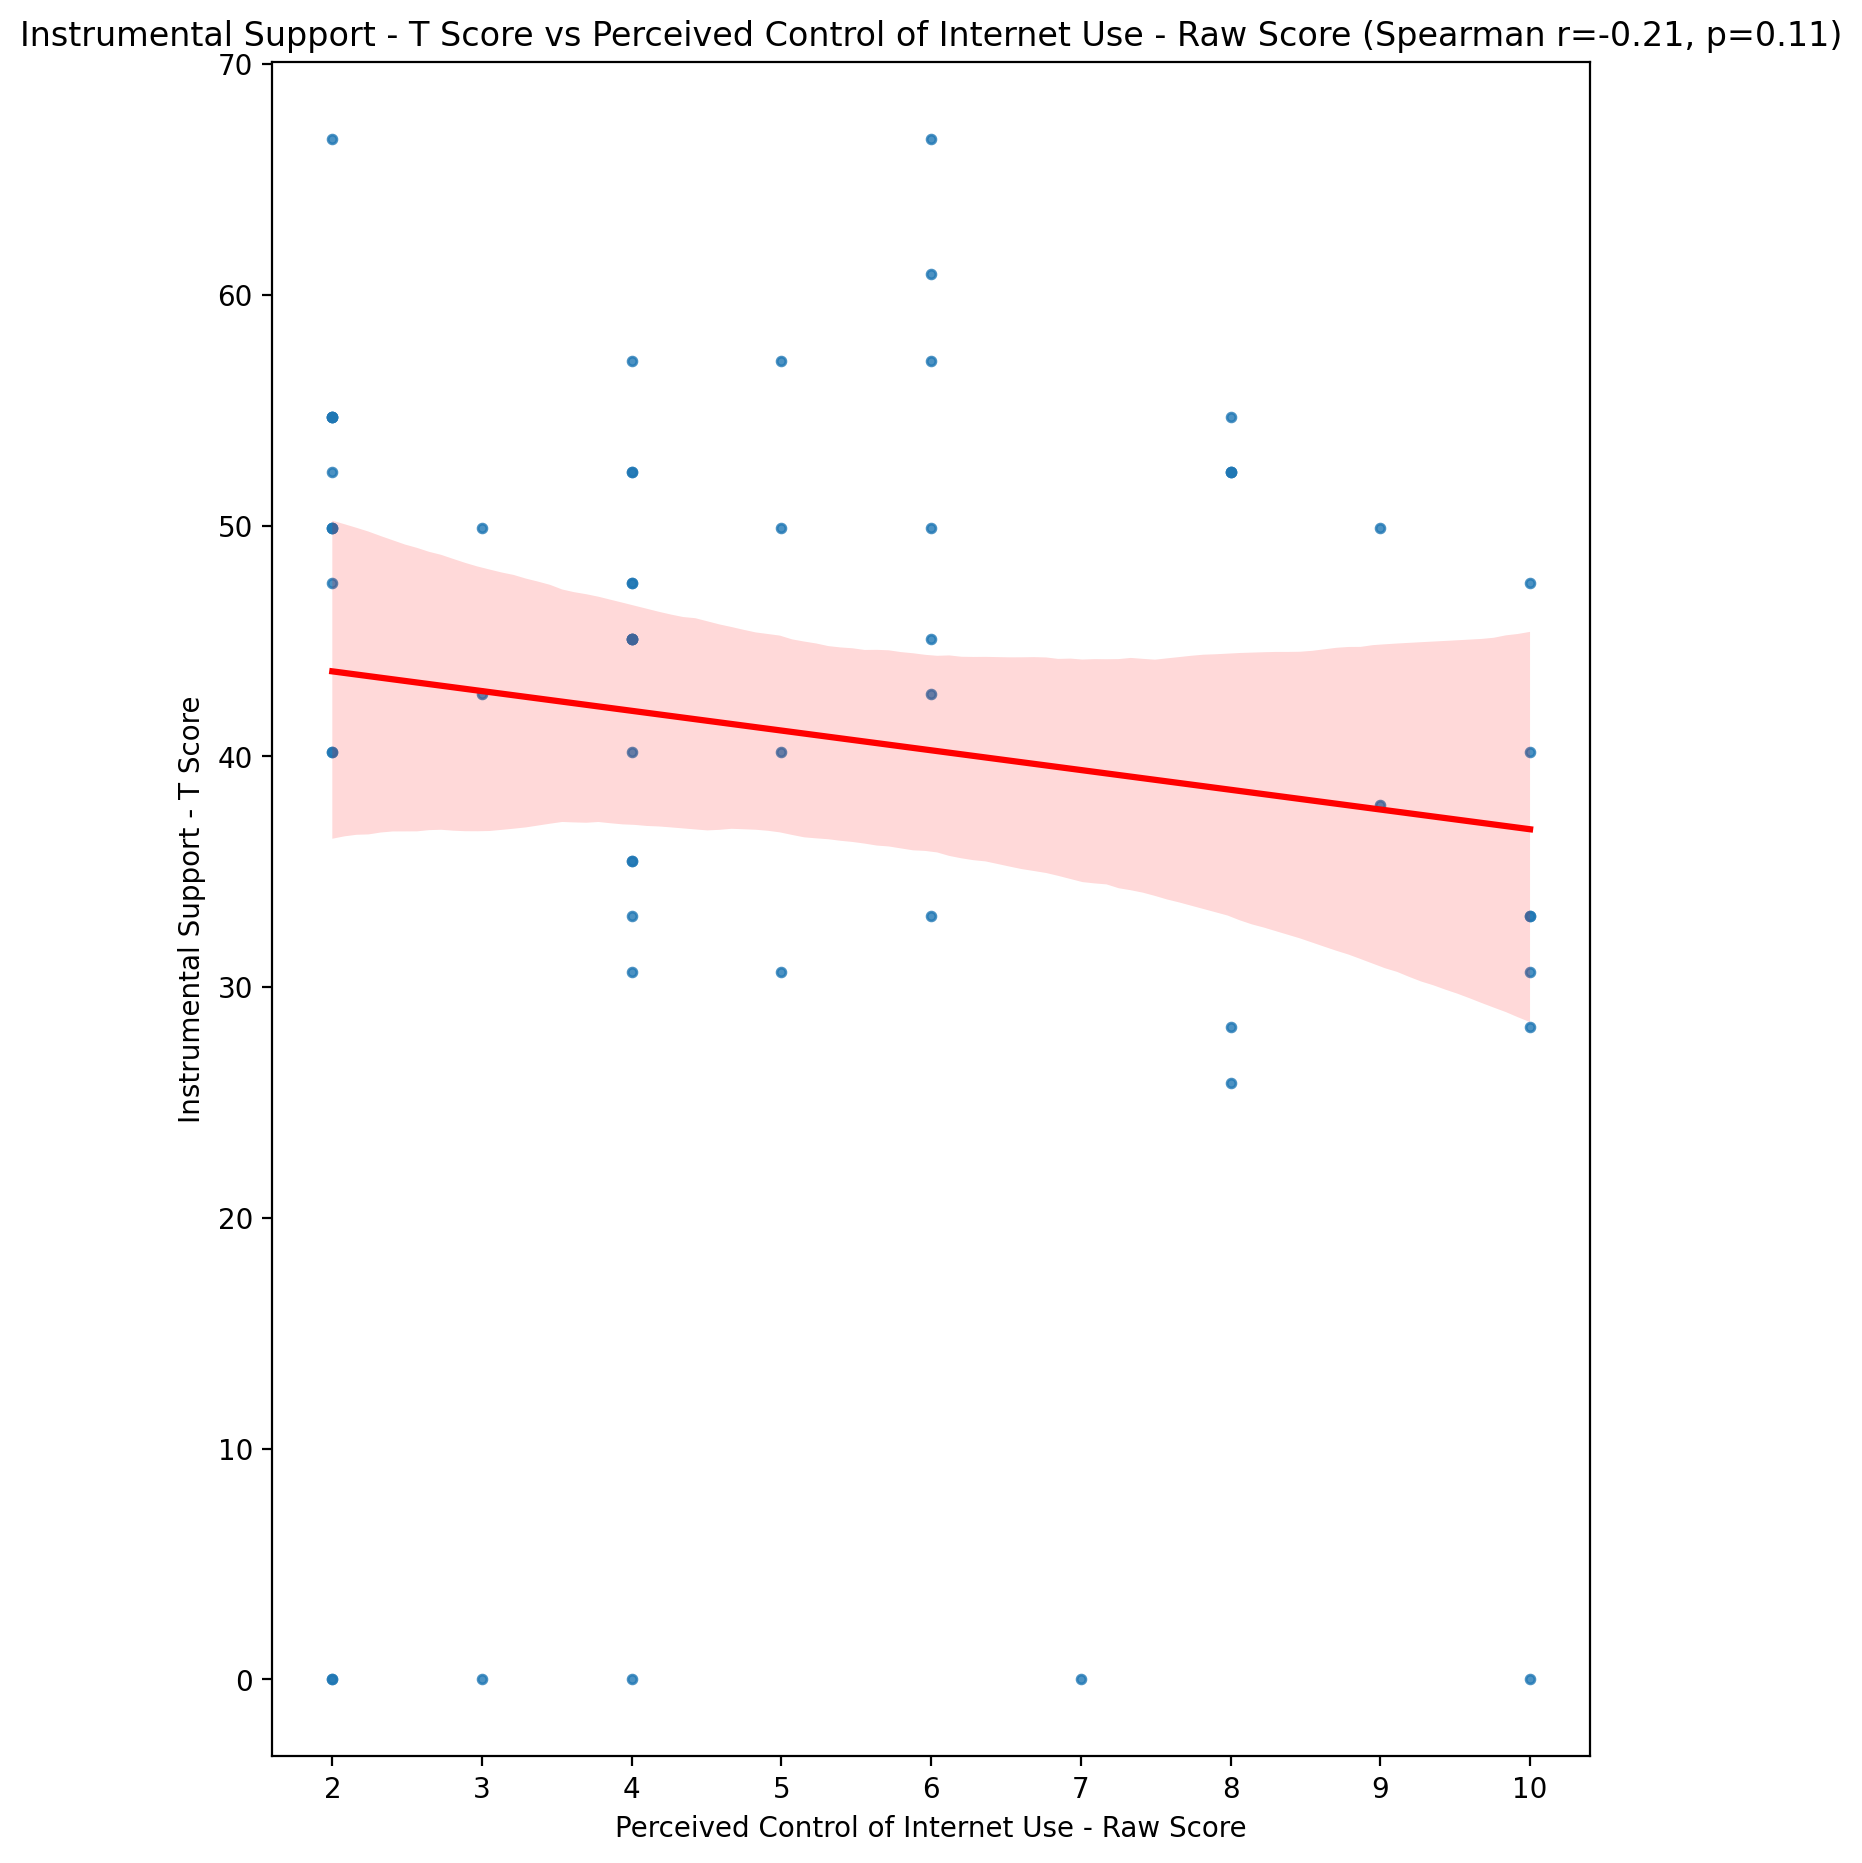 Instrumental Support - T Score vs Perceived Control of Internet Use - Raw Score (Spearman r=-0.21, p=0.11)
70
60
50
40
30
20
10
0
Instrumental Support - T Score
2 3 4 5 6 7 8 9 10
Perceived Control of Internet Use - Raw Score